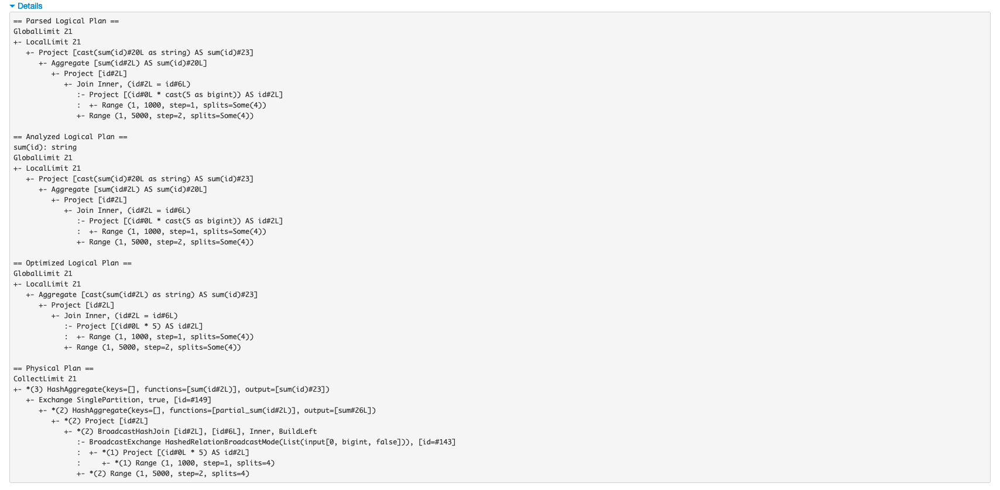 Details
== Parsed Logical Plan ==
GlobalLimit 21
+- LocalLimit 21
   +- Project [cast(sum(id)#20L as string) AS sum(id)#23]
      +- Aggregate [sum(id#2L) AS sum(id)#20L]
         +- Project [id#2L]
            +- Join Inner, (id#2L = id#6L)
               :- Project [(id#0L * cast(5 as bigint)) AS id#2L]
               :  +- Range (1, 1000, step=1, splits=Some(4))
               +- Range (1, 5000, step=2, splits=Some(4))

== Analyzed Logical Plan ==
sum(id): string
GlobalLimit 21
+- LocalLimit 21
   +- Project [cast(sum(id)#20L as string) AS sum(id)#23]
      +- Aggregate [sum(id#2L) AS sum(id)#20L]
         +- Project [id#2L]
            +- Join Inner, (id#2L = id#6L)
               :- Project [(id#0L * cast(5 as bigint)) AS id#2L]
               :  +- Range (1, 1000, step=1, splits=Some(4))
               +- Range (1, 5000, step=2, splits=Some(4))

== Optimized Logical Plan ==
GlobalLimit 21
+- LocalLimit 21
   +- Aggregate [cast(sum(id#2L) as string) AS sum(id)#23]
      +- Project [id#2L]
         +- Join Inner, (id#2L = id#6L)
            :- Project [(id#0L * 5) AS id#2L]
            :  +- Range (1, 1000, step=1, splits=Some(4))
            +- Range (1, 5000, step=2, splits=Some(4))

== Physical Plan ==
CollectLimit 21
+- *(3) HashAggregate(keys=[], functions=[sum(id#2L)], output=[sum(id)#23])
   +- Exchange SinglePartition, true, [id=#149]
      +- *(2) HashAggregate(keys=[], functions=[partial_sum(id#2L)], output=[sum#26L])
         +- *(2) Project [id#2L]
            +- *(2) BroadcastHashJoin [id#2L], [id#6L], Inner, BuildLeft
               :- BroadcastExchange HashedRelationBroadcastMode(List(input[0, bigint, false])), [id=#143]
               :  +- *(1) Project [(id#0L * 5) AS id#2L]
               :     +- *(1) Range (1, 1000, step=1, splits=4)
               +- *(2) Range (1, 5000, step=2, splits=4)